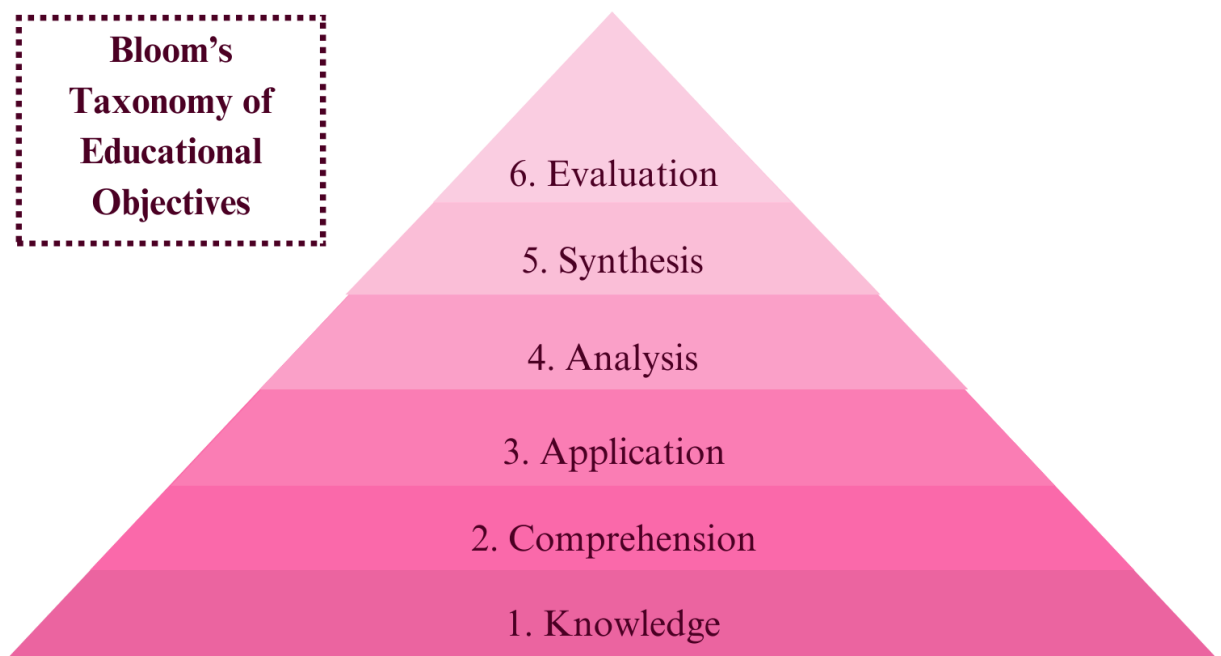 Bloom’s
Taxonomy of
Educational
Objectives
6. Evaluation
5. Synthesis
4. Analysis
3. Application
2. Comprehension
1. Knowledge